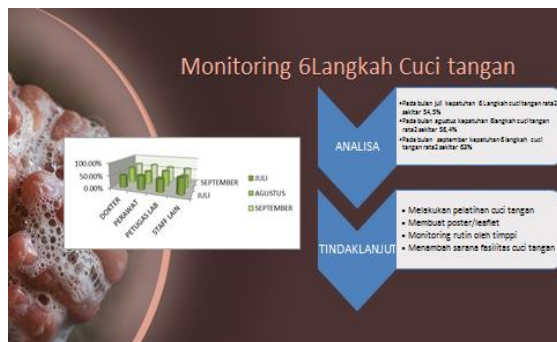 Monitoring 6Langkah Cuci tangan
100.00%
50.00%
0.00%
DOKTER
PERAWAT
PETUGAS LAB
STAFF LAIN
SEPTEMBER
JULI
JULI
AGUSTUS
SEPTEMBER
ANALISA
•Pada bulan juli kepatuhan 6 Langkah cuci tangan rata2
sekitar 54,5%
•Pada bulan agustus kepatuhan 6langkah cuci tangan
rata2 sekitar 56,4%
•Pada bulan september kepatuhan 6 langkah cuci
tangan rata2 sekitar 63%
TINDAKLANJUT
• Melakukan pelatihan cuci tangan
• Membuat poster/leaflet
• Monitoring rutin oleh timppi
• Menambah sarana fasilitas cuci tangan